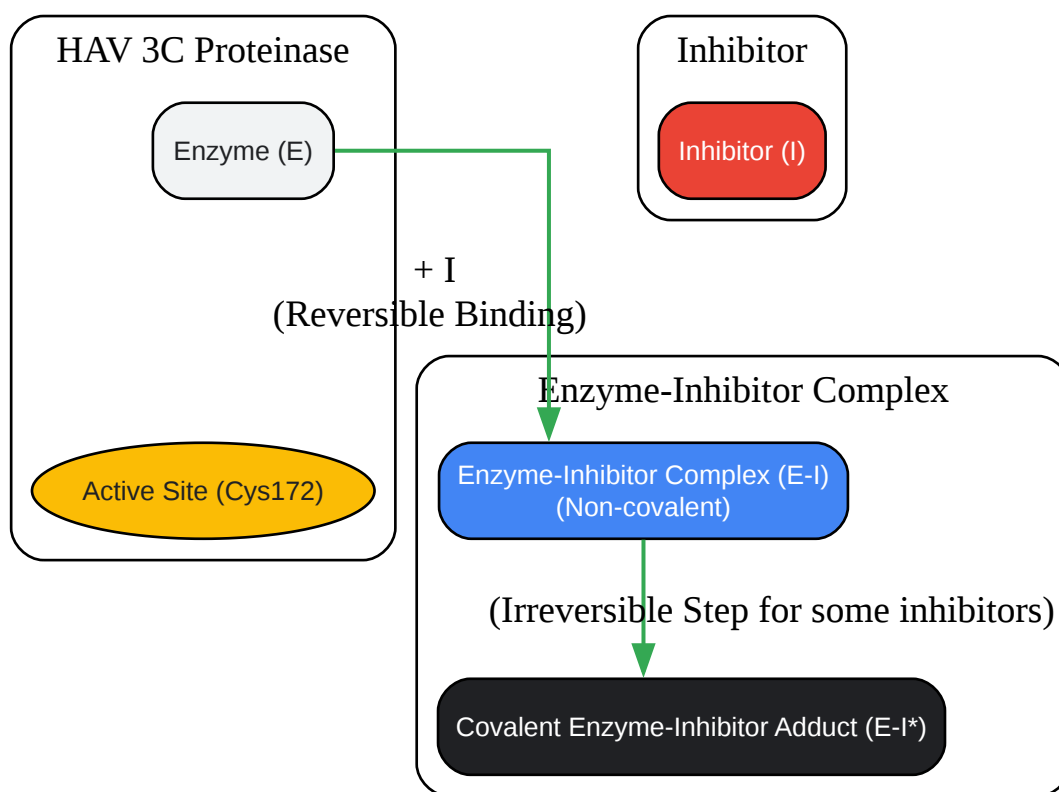 HAV 3C Proteinase
Inhibitor
Enzyme (E)
Inhibitor (I)
+ I
(Reversible Binding)
Enzyme-Inhibitor Complex
Active Site (Cys172)
Enzyme-Inhibitor Complex (E-I)
(Non-covalent)
(Irreversible Step for some inhibitors)
Covalent Enzyme-Inhibitor Adduct (E-I*)